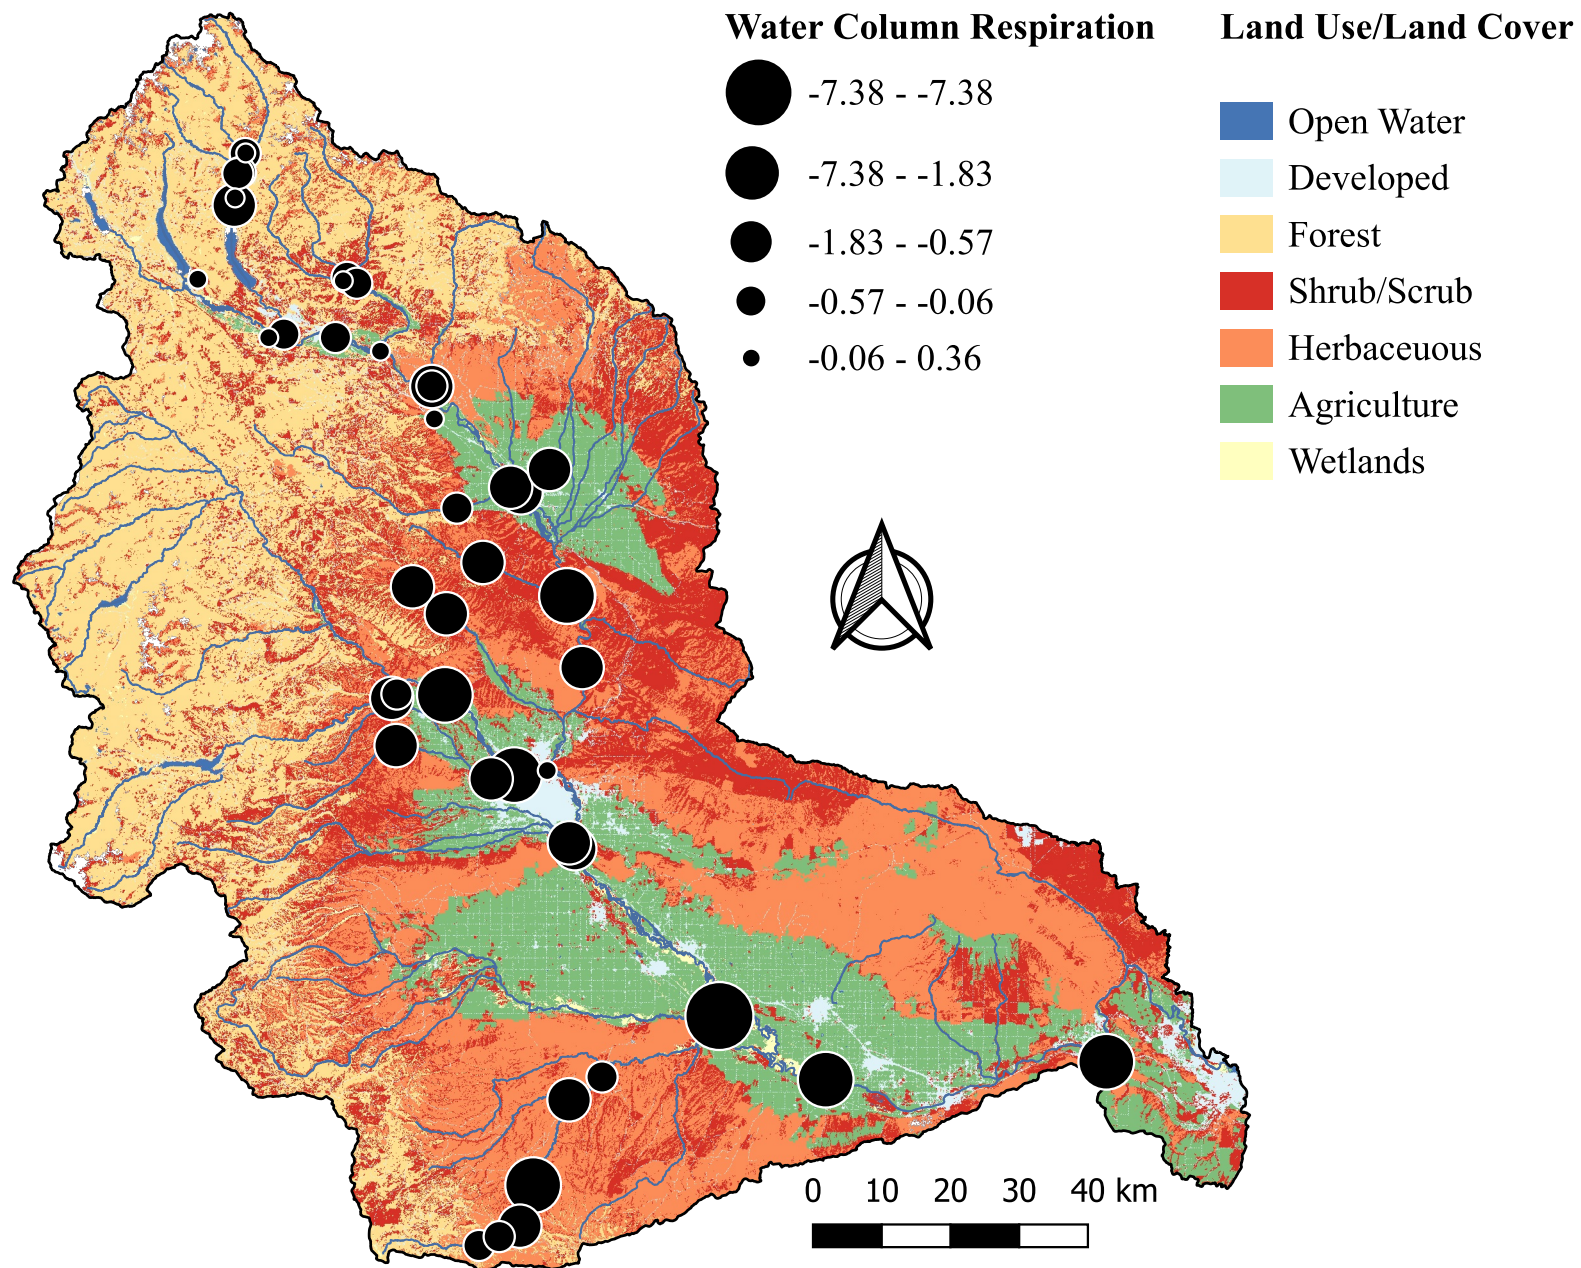 Water Column Respiration
-7.38 - -7.38
-7.38 - -1.83
-1.83 - -0.57
-0.57 - -0.06
-0.06 - 0.36
Land Use/Land Cover
Open Water
Developed
Forest
Shrub/Scrub
Herbaceuous
Agriculture
Wetlands
0 10 20 30 40 km